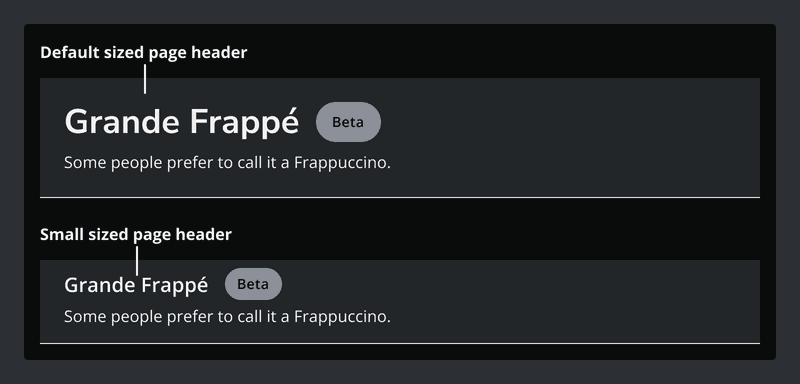 Default sized page header
Grande Frappé Beta
Some people prefer to call it a Frappuccino.
Small sized page header
Grande Frappé Beta
Some people prefer to call it a Frappuccino.